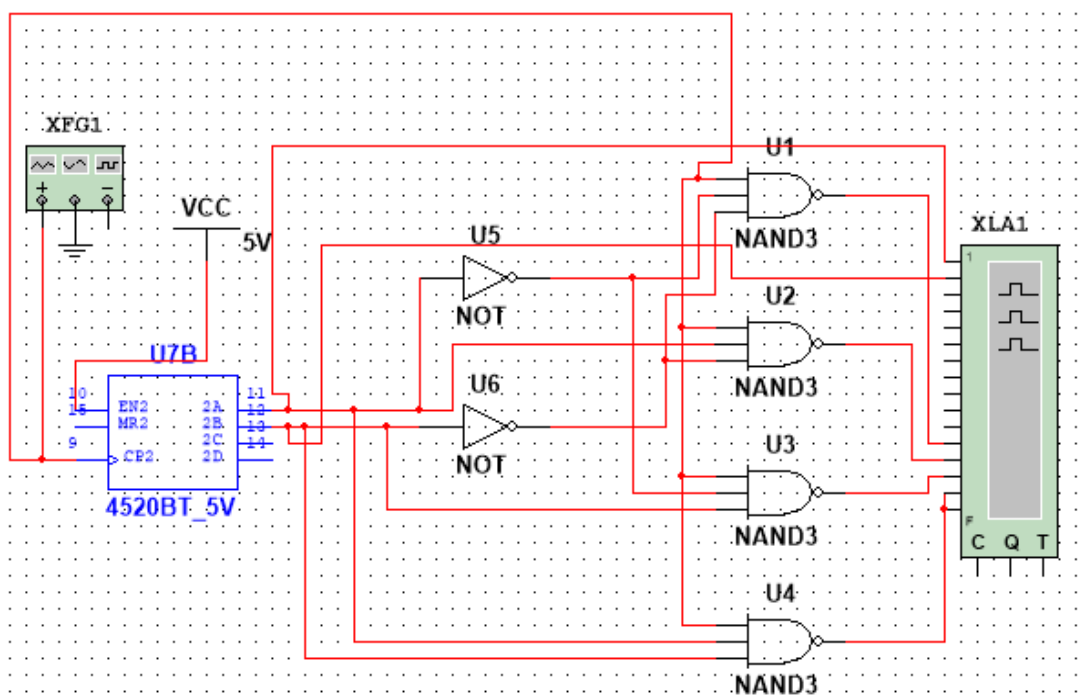 XFG1
+ −
VCC
5V
U7B
10
15
9
EN2
MR2
CP2
2A
2B
2C
2D
11
12
13
14
4520BT_5V
U5
NOT
U6
NOT
U1
NAND3
U2
NAND3
U3
NAND3
U4
NAND3
XLA1
1
F
C Q T